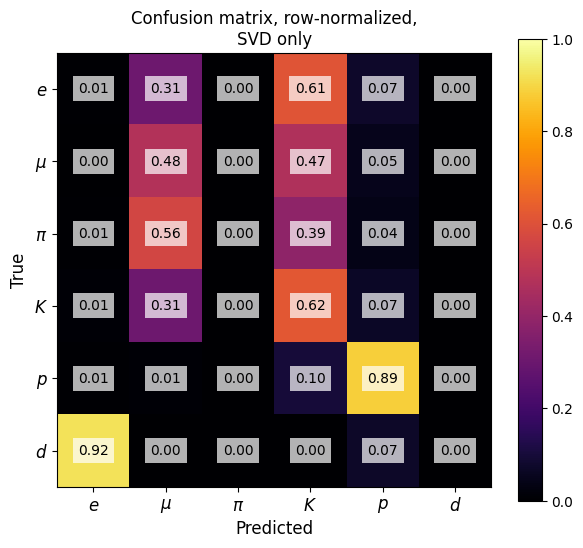 Confusion matrix, row-normalized,
SVD only
True
e 0.01 0.31 0.00 0.61 0.07 0.00
μ 0.00 0.48 0.00 0.47 0.05 0.00
π 0.01 0.56 0.00 0.39 0.04 0.00
K 0.01 0.31 0.00 0.62 0.07 0.00
p 0.01 0.01 0.00 0.10 0.89 0.00
d 0.92 0.00 0.00 0.00 0.07 0.00
e μ π K p d
Predicted
1.0
0.8
0.6
0.4
0.2
0.0